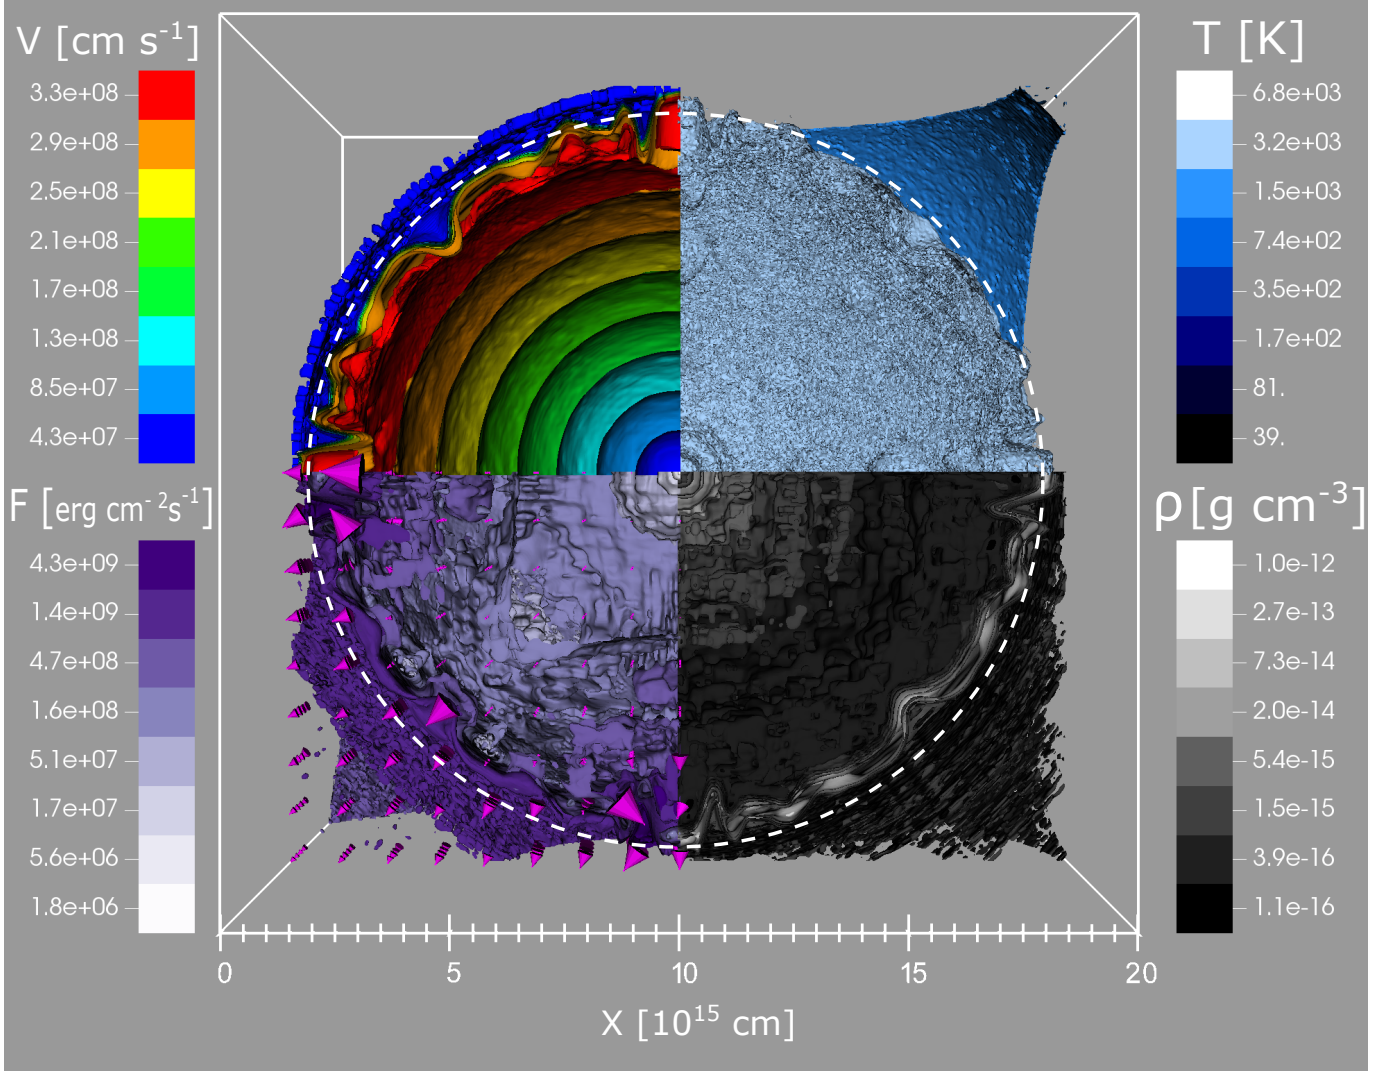 V [cm s⁻¹]
3.3e+08
2.9e+08
2.5e+08
2.1e+08
1.7e+08
1.3e+08
8.5e+07
4.3e+07
F [erg cm⁻²s⁻¹]
4.3e+09
1.4e+09
4.7e+08
1.6e+08
5.1e+07
1.7e+07
5.6e+06
1.8e+06
T [K]
6.8e+03
3.2e+03
1.5e+03
7.4e+02
3.5e+02
1.7e+02
81.
39.
ρ[g cm⁻³]
1.0e-12
2.7e-13
7.3e-14
2.0e-14
5.4e-15
1.5e-15
3.9e-16
1.1e-16
0 5 10 15 20
X [10¹⁵ cm]